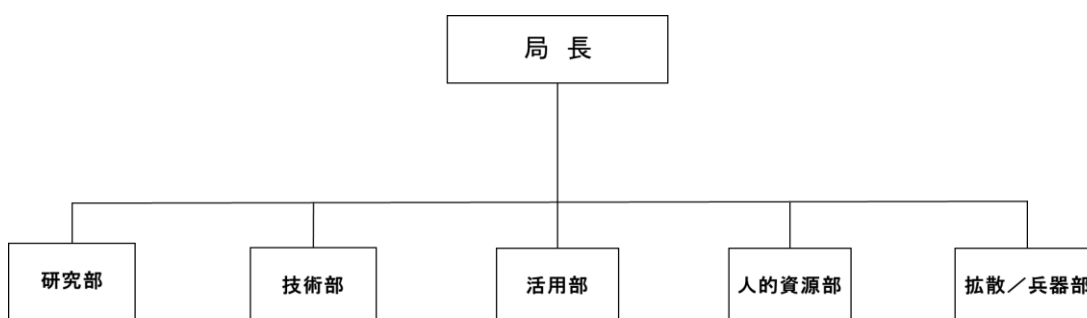 局 長
研究部
技術部
活用部
人的資源部
拡散／兵器部